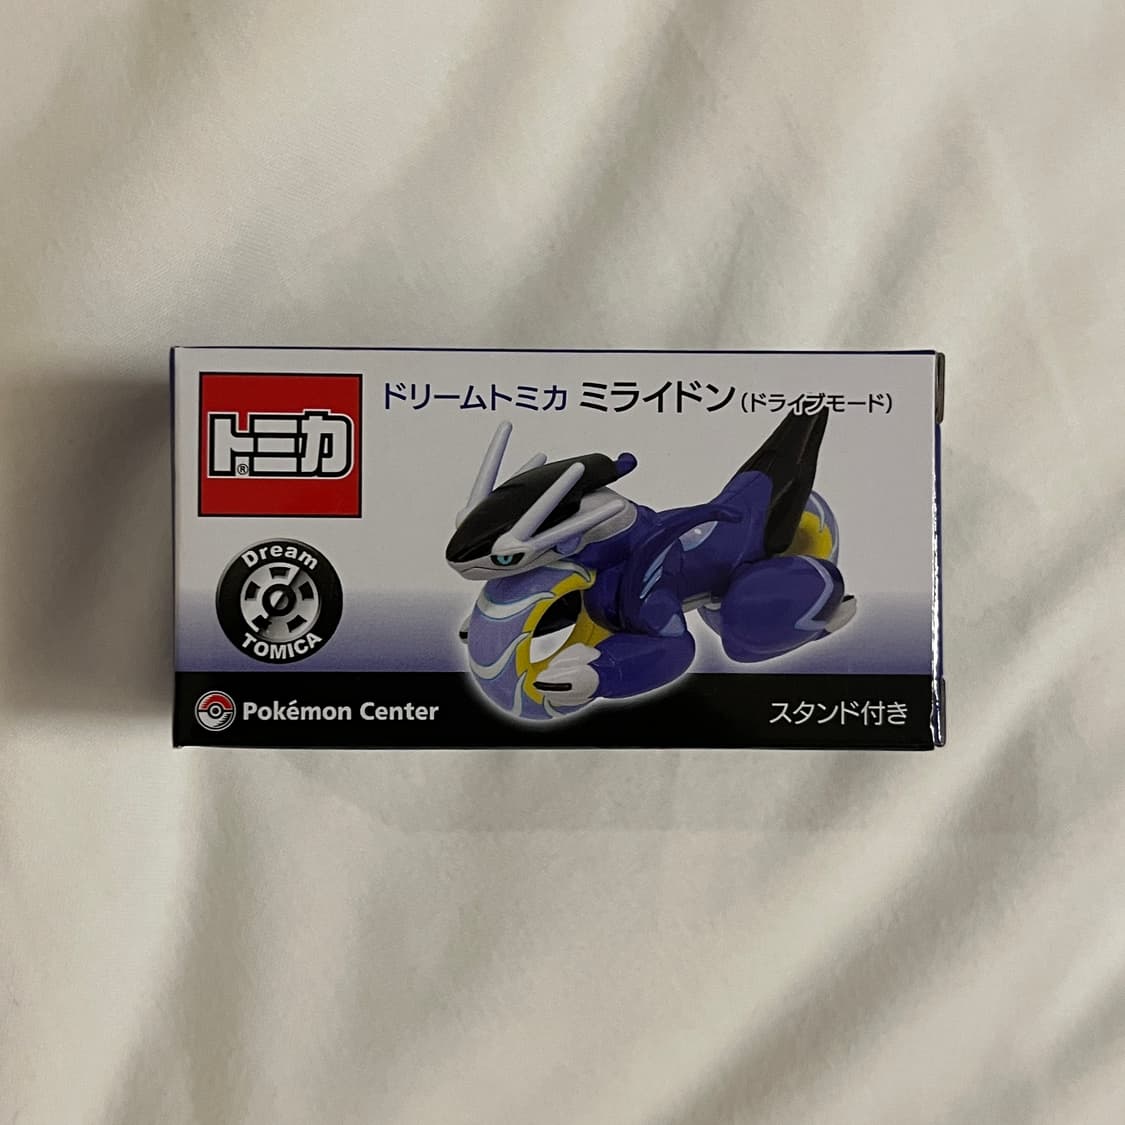 ドリームトミカ ミライドン(ドライブモード)
トミカ®
Dream
TOMICA
Pokémon Center
スタンド付き